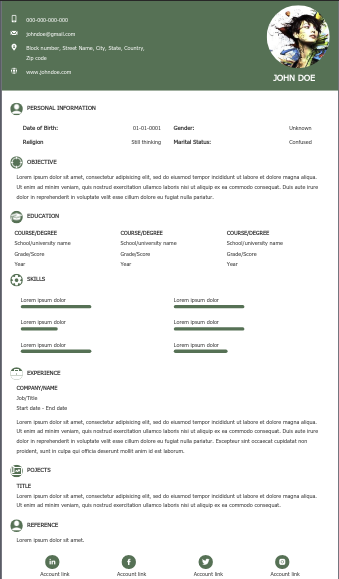 000-000-000-000
johndoe@gmail.com
Block number, Street Name, City, State, Country,
Zip code
www.johndoe.com
JOHN DOE
PERSONAL INFORMATION
Date of Birth: 01-01-0001 Gender: Unknown
Religion Still thinking Marital Status: Confused
OBJECTIVE
Lorem ipsum dolor sit amet, consectetur adipisicing elit, sed do eiusmod tempor incididunt ut labore et dolore magna aliqua.
Ut enim ad minim veniam, quis nostrud exercitation ullamco laboris nisi ut aliquip ex ea commodo consequat. Duis aute irure
dolor in reprehenderit in voluptate velit esse cillum dolore eu fugiat nulla pariatur.
EDUCATION
COURSE/DEGREE COURSE/DEGREE COURSE/DEGREE
School/university name School/university name School/university name
Grade/Score Grade/Score Grade/Score
Year Year Year
SKILLS
Lorem ipsum dolor Lorem ipsum dolor
Lorem ipsum dolor Lorem ipsum dolor
Lorem ipsum dolor Lorem ipsum dolor
EXPERIENCE
COMPANY/NAME
Job/Title
Start date - End date
Lorem ipsum dolor sit amet, consectetur adipisicing elit, sed do eiusmod tempor incididunt ut labore et dolore magna aliqua.
Ut enim ad minim veniam, quis nostrud exercitation ullamco laboris nisi ut aliquip ex ea commodo consequat. Duis aute irure
dolor in reprehenderit in voluptate velit esse cillum dolore eu fugiat nulla pariatur. Excepteur sint occaecat cupidatat non
proident, sunt in culpa qui officia deserunt mollit anim id est laborum.
POJECTS
TITLE
Lorem ipsum dolor sit amet, consectetur adipisicing elit, sed do eiusmod tempor incididunt ut labore et dolore magna aliqua.
Ut enim ad minim veniam, quis nostrud exercitation ullamco laboris nisi ut aliquip ex ea commodo consequat.
REFERENCE
Lorem ipsum dolor sit amet.
Account link Account link Account link Account link